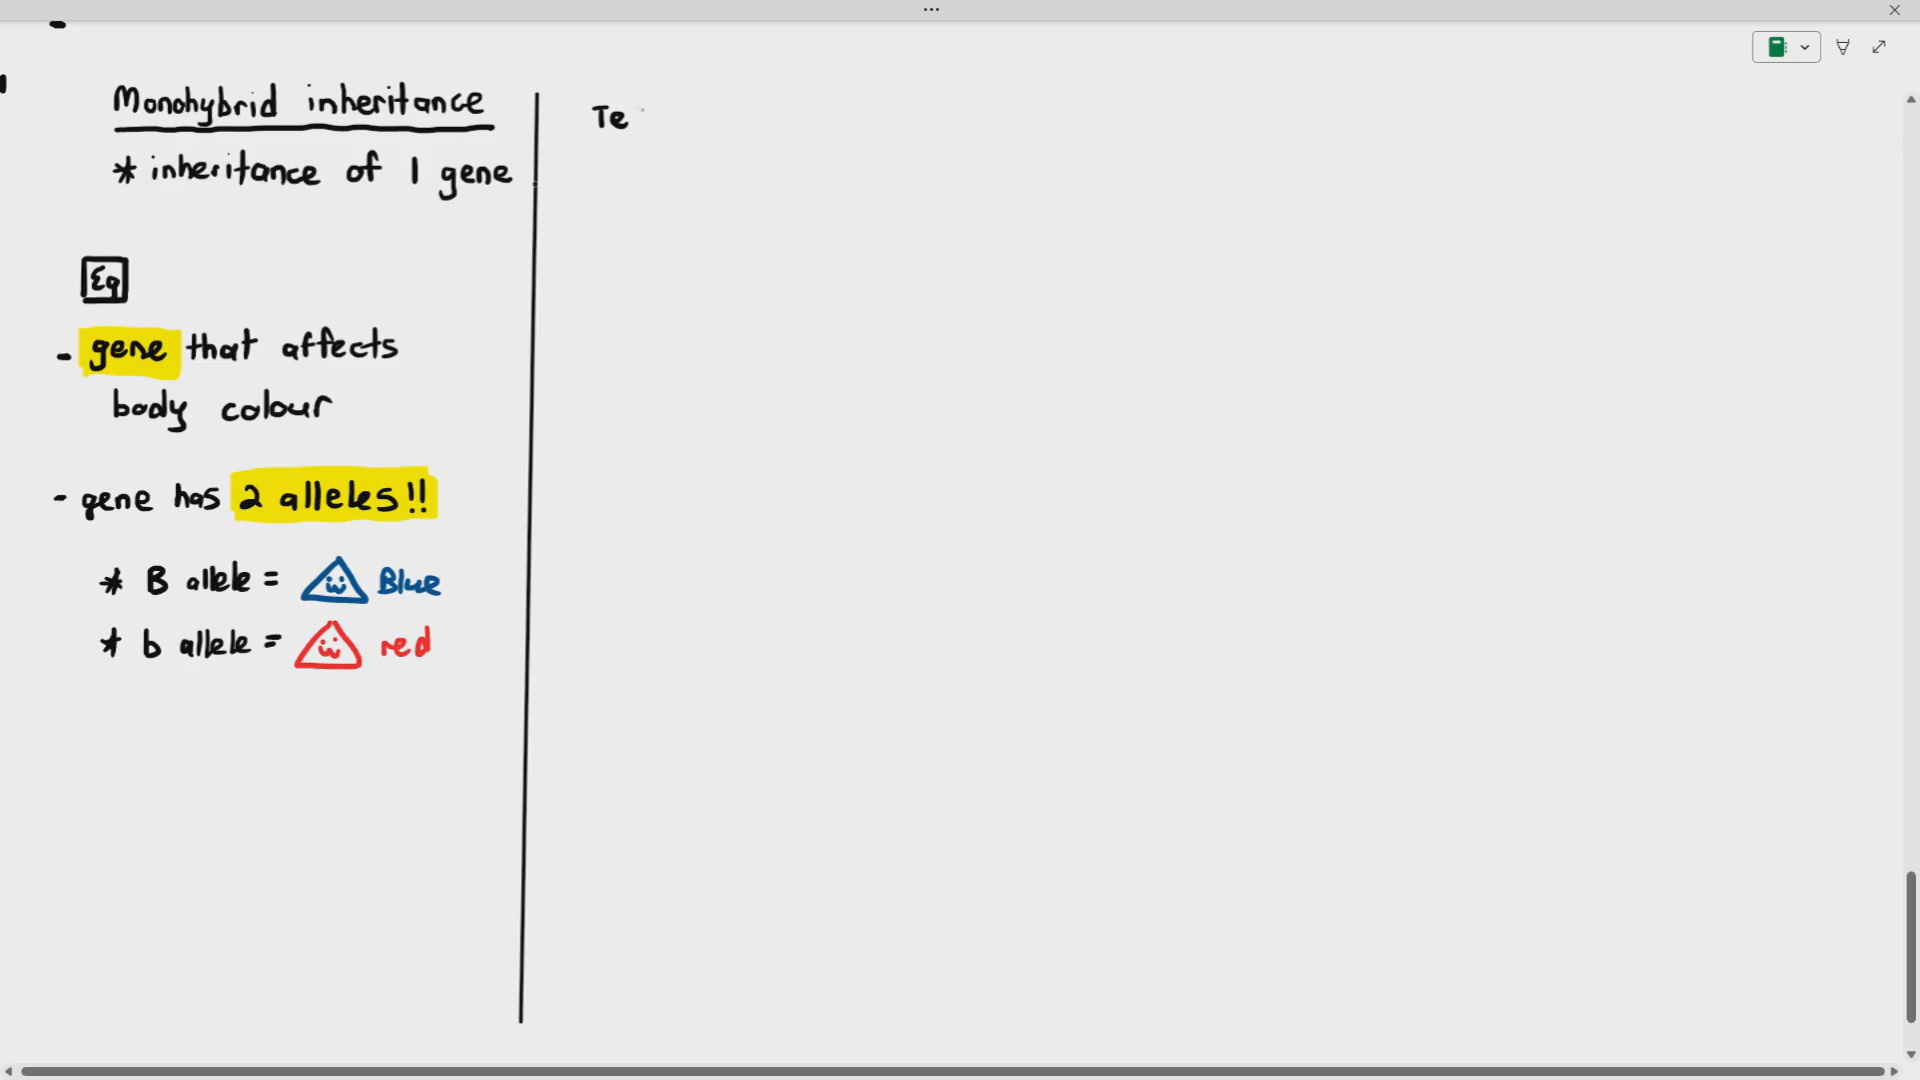 Monohybrid inheritance
* inheritance of 1 gene
Eg
- gene that affects
body colour
- gene has 2 alleles!!
* B allele = Blue
* b allele = red
Te